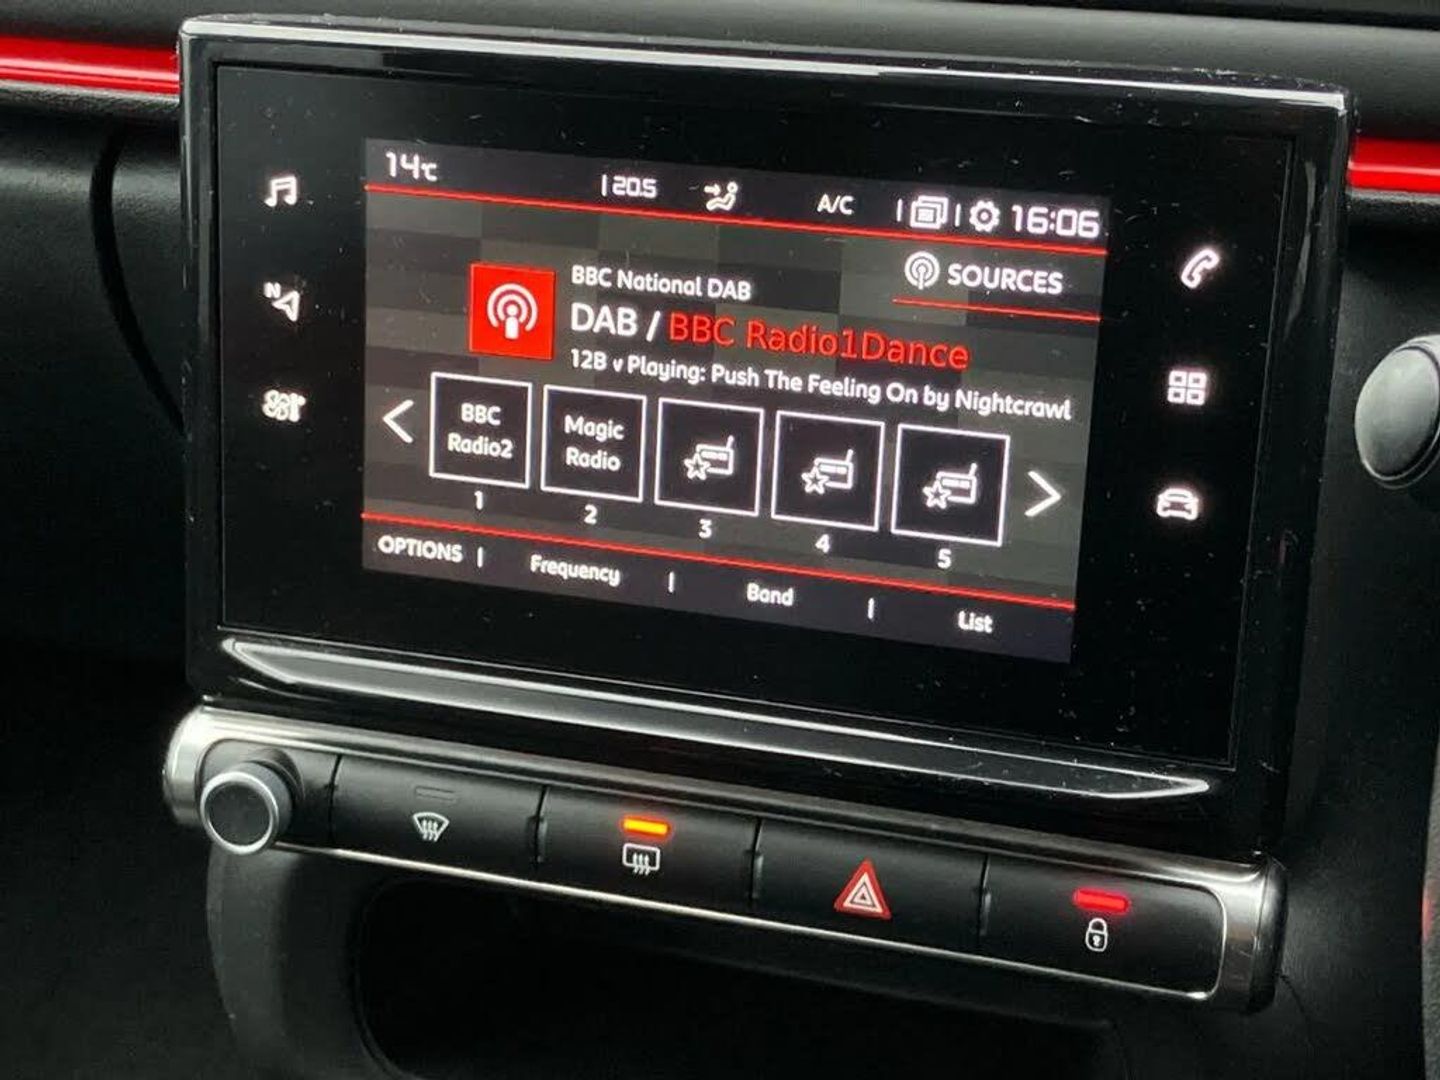 14°C | 20.5 A/C | | 16:06
SOURCES
BBC National DAB
DAB / BBC Radio1Dance
12B v Playing: Push The Feeling On by Nightcrawl
BBC
Radio2
Magic
Radio
1 2 3 4 5
OPTIONS | Frequency | Band | List
N